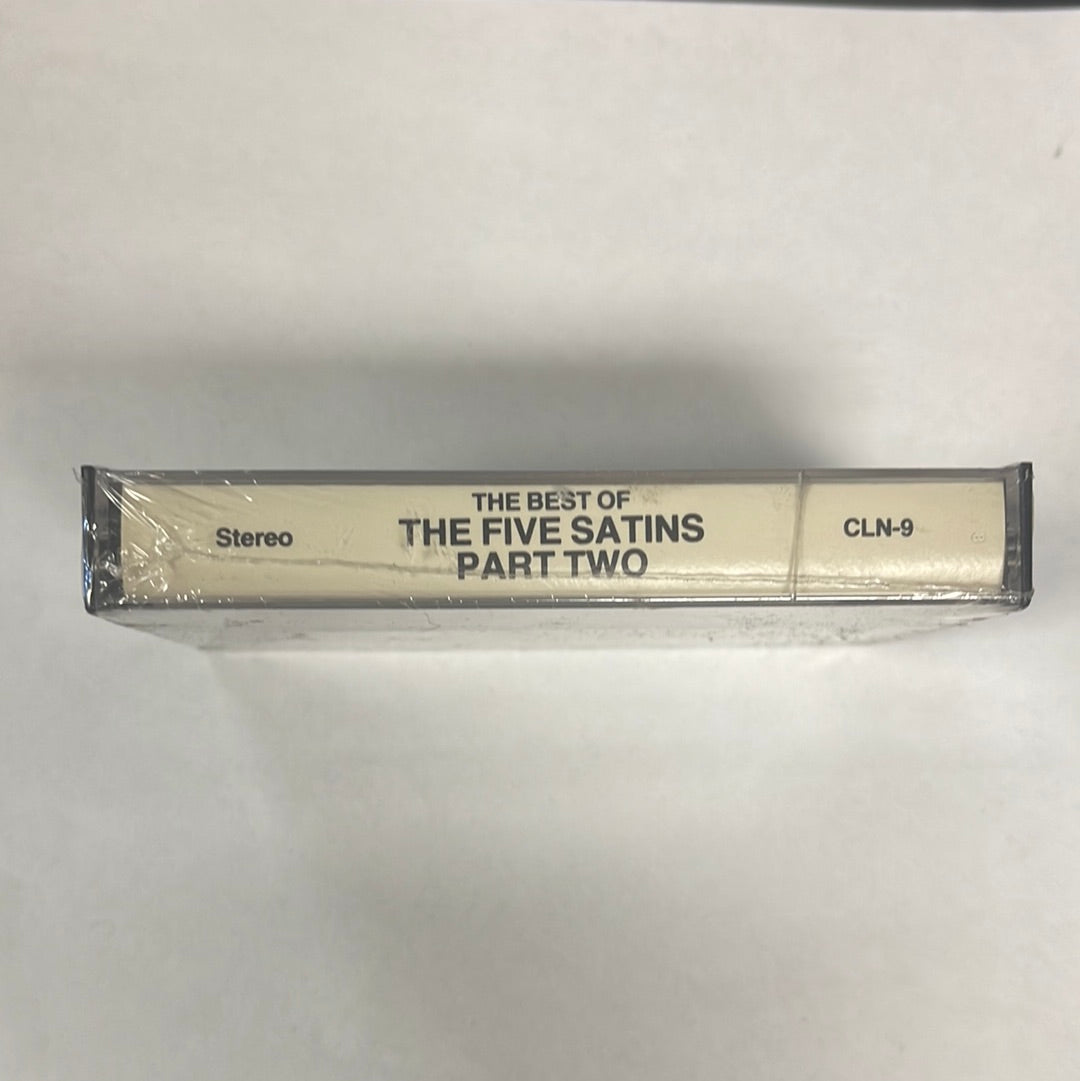 Stereo
THE BEST OF
THE FIVE SATINS
PART TWO
CLN-9